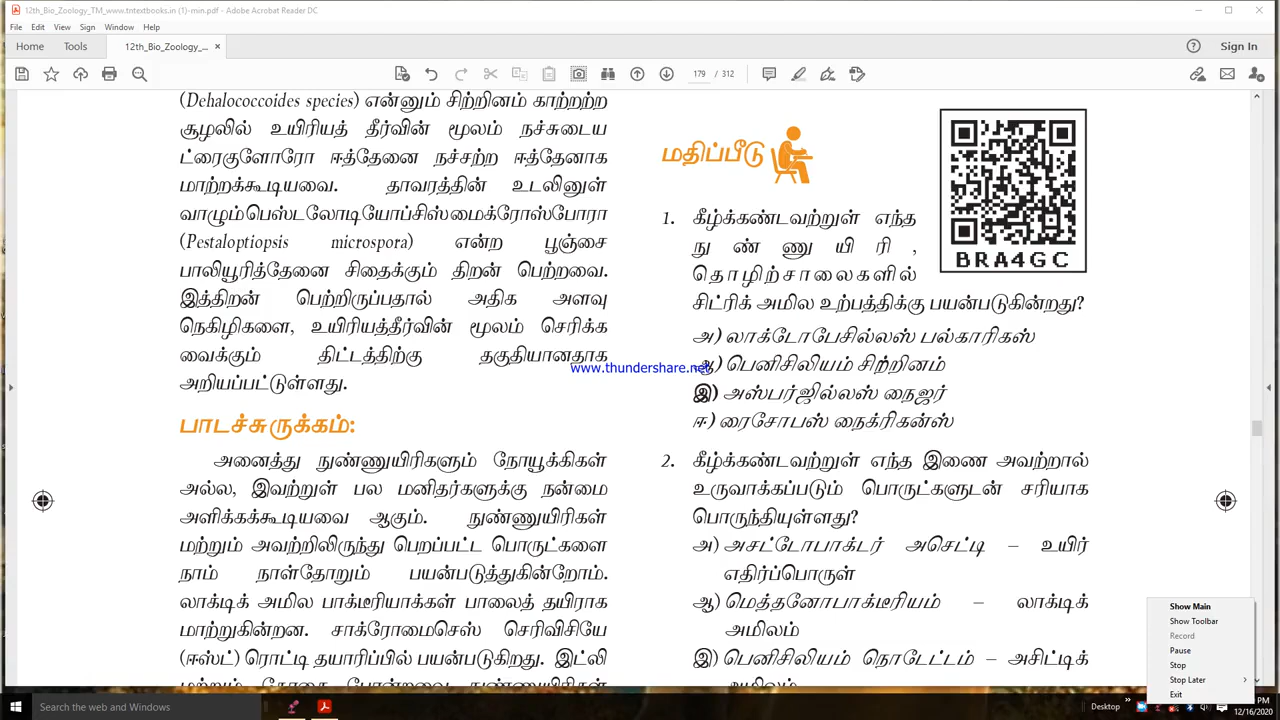 12th_Bio_Zoology_TM_www.tntextbooks.in (1)-min.pdf - Adobe Acrobat Reader DC
File Edit View Sign Window Help
Home Tools 12th_Bio_Zoology_... × Sign In
179 / 312
(Dehalococcoides species) என்னும் சிற்றினம் காற்றற்ற
சூழலில் உயிரியத் தீர்வின் மூலம் நச்சுடைய
ட்ரைகுளோரோ ஈத்தேனை நச்சற்ற ஈத்தேனாக
மாற்றக்கூடியவை. தாவரத்தின் உடலினுள்
வாழும்பெஸ்டலோடியோப்சிஸ் மைக்ரோஸ்போரா
(Pestaloptiopsis microspora) என்ற பூஞ்சை
பாலியூரித்தேனை சிதைக்கும் திறன் பெற்றவை.
இத்திறன் பெற்றிருப்பதால் அதிக அளவு
நெகிழிகளை, உயிரியத்தீர்வின் மூலம் செரிக்க
வைக்கும் திட்டத்திற்கு தகுதியானதாக
அறியப்பட்டுள்ளது.
பாடச்சுருக்கம்:
அனைத்து நுண்ணுயிரிகளும் நோயூக்கிகள்
அல்ல, இவற்றுள் பல மனிதர்களுக்கு நன்மை
அளிக்கக்கூடியவை ஆகும். நுண்ணுயிரிகள்
மற்றும் அவற்றிலிருந்து பெறப்பட்ட பொருட்களை
நாம் நாள்தோறும் பயன்படுத்துகின்றோம்.
லாக்டிக் அமில பாக்டீரியாக்கள் பாலைத் தயிராக
மாற்றுகின்றன. சாக்ரோமைசெஸ் செரிவிசியே
(ஈஸ்ட்) ரொட்டி தயாரிப்பில் பயன்படுகிறது. இட்லி
மதிப்பீடு
BRA4GC
1. கீழ்க்கண்டவற்றுள் எந்த
நுண்ணுயிரி,
தொழிற்சாலைகளில்
சிட்ரிக் அமில உற்பத்திக்கு பயன்படுகின்றது?
அ) லாக்டோபேசில்லஸ் பல்காரிகஸ்
ஆ) பெனிசிலியம் சிற்றினம்
www.thundershare.net
இ) அஸ்பர்ஜில்லஸ் நைஜர்
ஈ) ரைசோபஸ் நைக்ரிகன்ஸ்
2. கீழ்க்கண்டவற்றுள் எந்த இணை அவற்றால்
உருவாக்கப்படும் பொருட்களுடன் சரியாக
பொருந்தியுள்ளது?
அ) அசட்டோபாக்டர் அசெட்டி – உயிர்
எதிர்ப்பொருள்
ஆ) மெத்தனோபாக்டீரியம் – லாக்டிக்
அமிலம்
இ) பெனிசிலியம் நொடேட்டம் – அசிட்டிக்
Show Main
Show Toolbar
Record
Pause
Stop
Stop Later
Exit
Search the web and Windows
Desktop
PM
12/16/2020